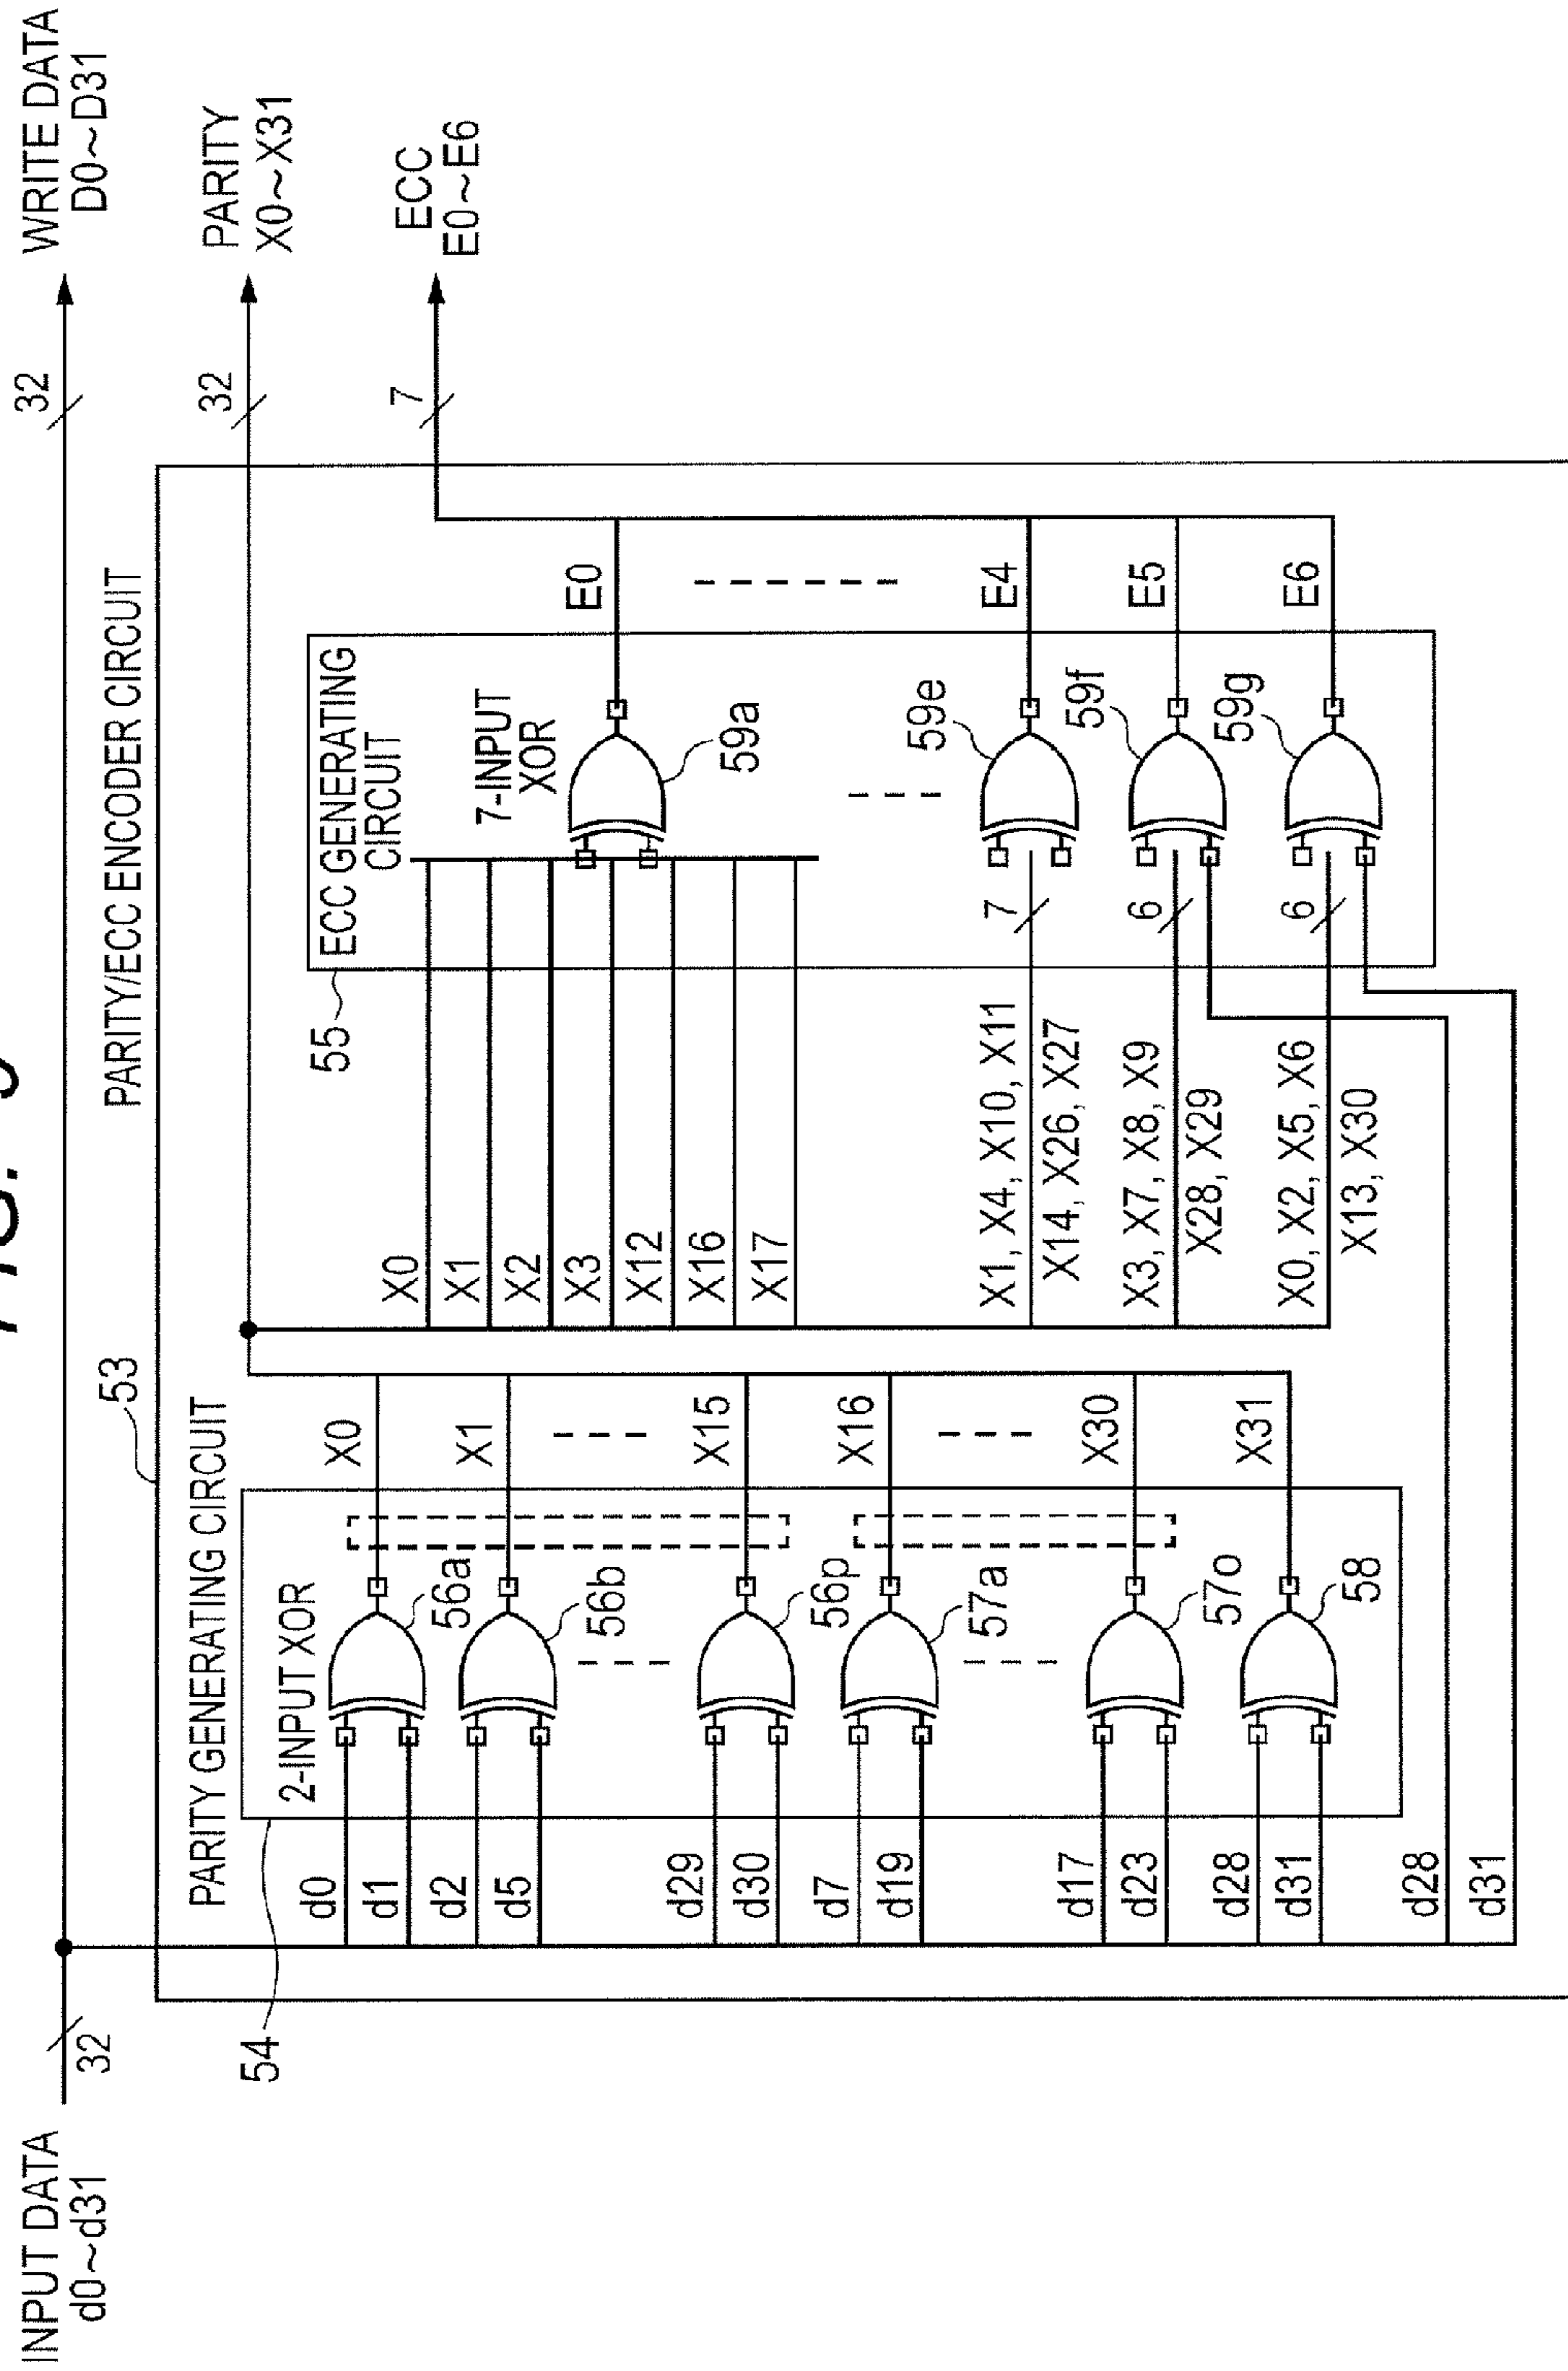 INPUT DATA
d0~d31
32
32
WRITE DATA
D0~D31
53
PARITY/ECC ENCODER CIRCUIT
32
PARITY
X0~X31
7
ECC
E0~E6
PARITY GENERATING CIRCUIT
54
2-INPUT XOR
d0
d1
56a
X0
d2
d5
56b
X1
d29
d30
56p
X15
d7
d19
57a
X16
d17
d23
57o
X30
d28
d31
58
X31
d28
d31
55
ECC GENERATING
CIRCUIT
7-INPUT
XOR
X0
X1
X2
X3
X12
X16
X17
59a
E0
X1, X4, X10, X11
X14, X26, X27
7
59e
E4
X3, X7, X8, X9
X28, X29
6
59f
E5
X0, X2, X5, X6
X13, X30
6
59g
E6